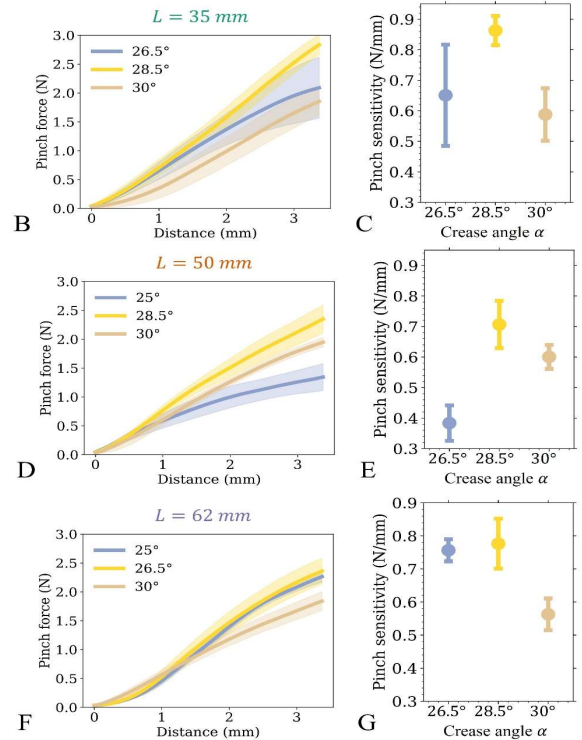 L = 35 mm
Pinch force (N)
3.0
2.5
2.0
1.5
1.0
0.5
0.0
26.5°
28.5°
30°
0 1 2 3
Distance (mm)
B
Pinch sensitivity (N/mm)
0.9
0.8
0.7
0.6
0.5
0.4
0.3
26.5° 28.5° 30°
Crease angle α
C
L = 50 mm
Pinch force (N)
3.0
2.5
2.0
1.5
1.0
0.5
0.0
25°
28.5°
30°
0 1 2 3
Distance (mm)
D
Pinch sensitivity (N/mm)
0.9
0.8
0.7
0.6
0.5
0.4
0.3
26.5° 28.5° 30°
Crease angle α
E
L = 62 mm
Pinch force (N)
3.0
2.5
2.0
1.5
1.0
0.5
0.0
25°
26.5°
30°
0 1 2 3
Distance (mm)
F
Pinch sensitivity (N/mm)
0.9
0.8
0.7
0.6
0.5
0.4
0.3
26.5° 28.5° 30°
Crease angle α
G